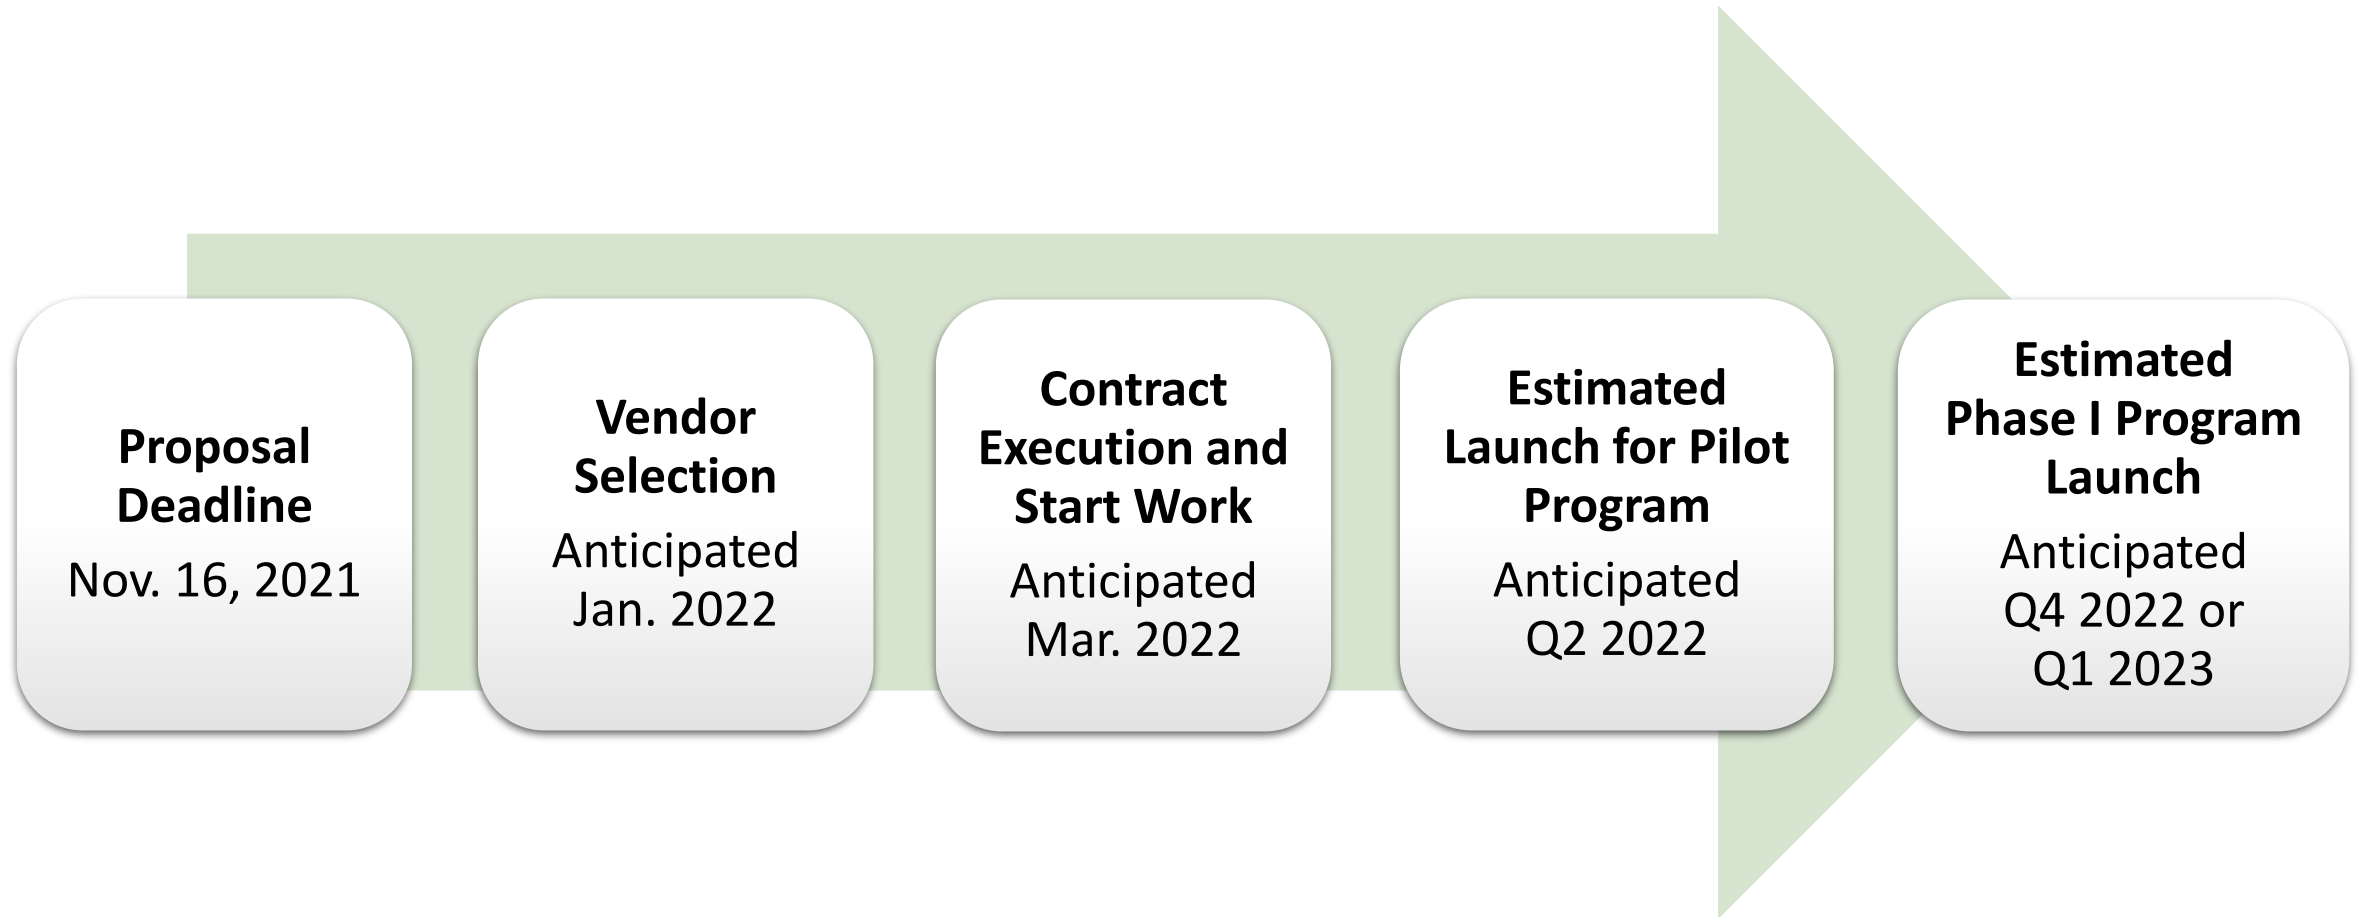 Proposal
Deadline
Nov. 16, 2021
Vendor
Selection
Anticipated
Jan. 2022
Contract
Execution and
Start Work
Anticipated
Mar. 2022
Estimated
Launch for Pilot
Program
Anticipated
Q2 2022
Estimated
Phase I Program
Launch
Anticipated
Q4 2022 or
Q1 2023